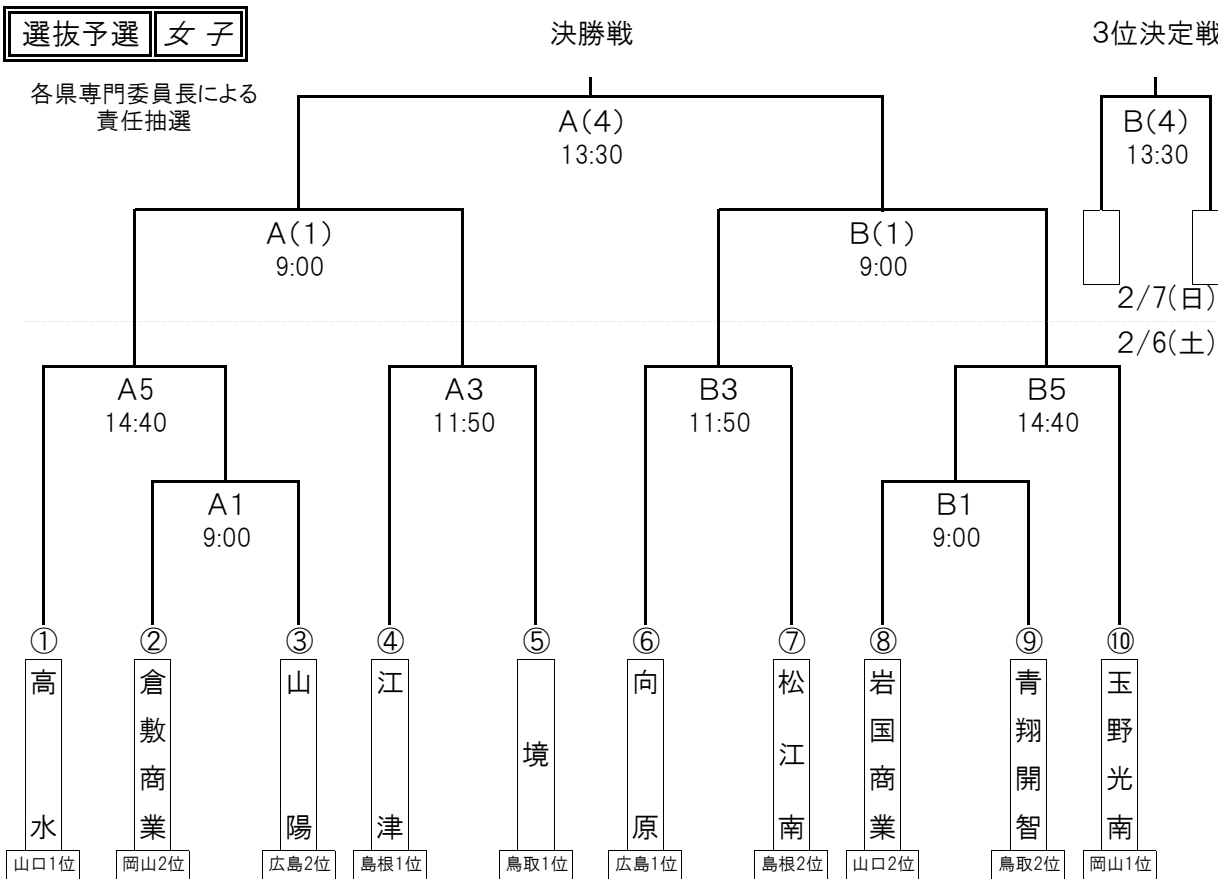 選抜予選 女子
決勝戦
3位決定戦
各県専門委員長による
責任抽選
A(4)
13:30
B(4)
13:30
A(1)
9:00
B(1)
9:00
2/7(日)
2/6(土)
A5
14:40
A3
11:50
B3
11:50
B5
14:40
A1
9:00
B1
9:00
① ② ③ ④ ⑤ ⑥ ⑦ ⑧ ⑨ ⑩
高水
倉敷商業
山陽
江津
境
向原
松江南
岩国商業
青翔開智
玉野光南
山口1位 岡山2位 広島2位 島根1位 鳥取1位 広島1位 島根2位 山口2位 鳥取2位 岡山1位